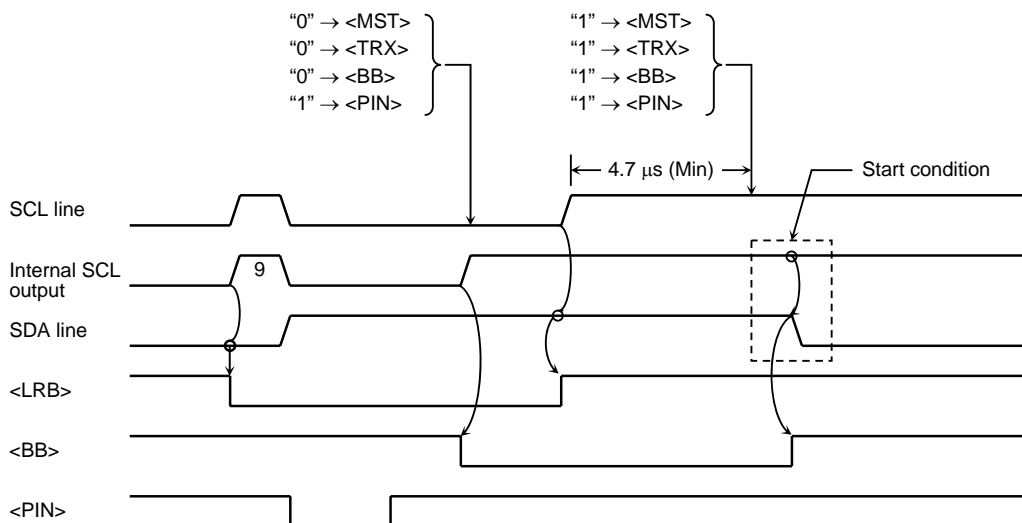 “0” → <MST>
“0” → <TRX>
“0” → <BB>
“1” → <PIN>
“1” → <MST>
“1” → <TRX>
“1” → <BB>
“1” → <PIN>
4.7 μs (Min)
Start condition
SCL line
Internal SCL
output
9
SDA line
<LRB>
<BB>
<PIN>